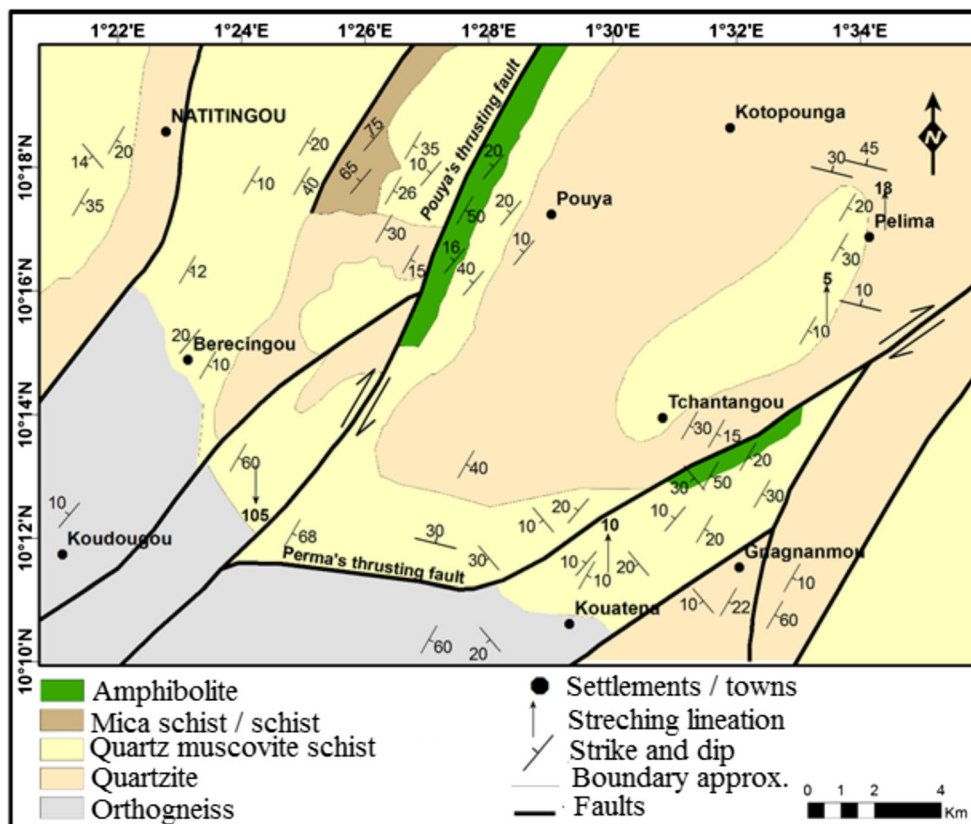 1°22'E 1°24'E 1°26'E 1°28'E 1°30'E 1°32'E 1°34'E
10°18'N
10°16'N
10°14'N
10°12'N
10°10'N
N
NATITINGOU
Kotopounga
Pouya's thrusting fault
Pouya
Pelima
Berecingou
Tchantangou
Koudougou
Perma's thrusting fault
Gnagnanmou
Kouatena
75
20
35
45
14
20
20
10
30
10
40
65
26
18
35
50
20
20
30
16
10
30
12
15
40
5
10
20
10
10
30
15
60
40
20
30
50
105
10
20
10
30
10
68
30
10
20
30
10
10
20
10
22
60
60
20
Amphibolite
Mica schist / schist
Quartz muscovite schist
Quartzite
Orthogneiss
Settlements / towns
Streching lineation
Strike and dip
Boundary approx.
Faults
0 2 4
Km